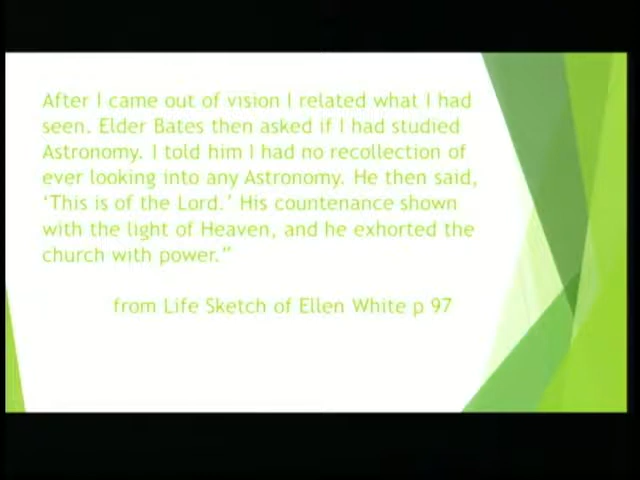 After I came out of vision I related what I had
seen. Elder Bates then asked if I had studied
Astronomy. I told him I had no recollection of
ever looking into any Astronomy. He then said,
‘This is of the Lord.’ His countenance shown
with the light of Heaven, and he exhorted the
church with power.”
from Life Sketch of Ellen White p 97